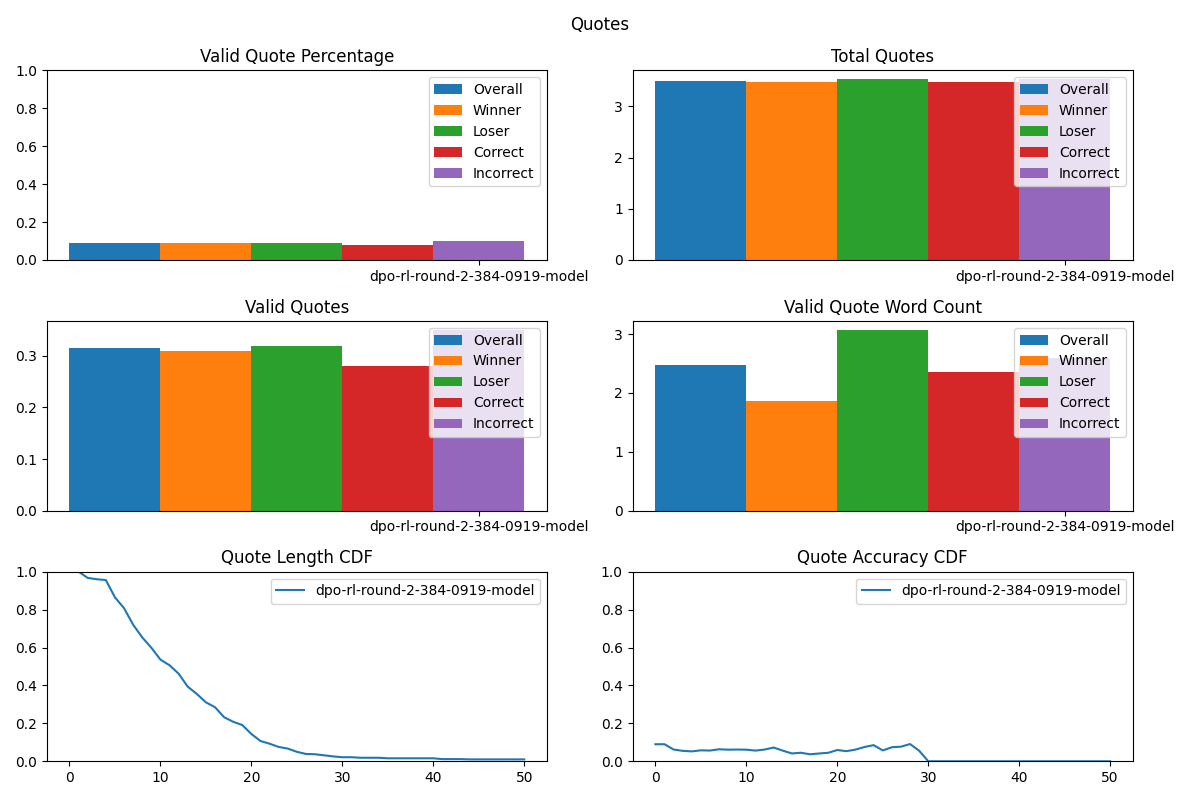 Quotes
Valid Quote Percentage
1.0
0.8
0.6
0.4
0.2
0.0
Overall
Winner
Loser
Correct
Incorrect
dpo-rl-round-2-384-0919-model
Total Quotes
3
2
1
0
Overall
Winner
Loser
Correct
Incorrect
dpo-rl-round-2-384-0919-model
Valid Quotes
0.3
0.2
0.1
0.0
Overall
Winner
Loser
Correct
Incorrect
dpo-rl-round-2-384-0919-model
Valid Quote Word Count
3
2
1
0
Overall
Winner
Loser
Correct
Incorrect
dpo-rl-round-2-384-0919-model
Quote Length CDF
1.0
0.8
0.6
0.4
0.2
0.0
dpo-rl-round-2-384-0919-model
0 10 20 30 40 50
Quote Accuracy CDF
1.0
0.8
0.6
0.4
0.2
0.0
dpo-rl-round-2-384-0919-model
0 10 20 30 40 50